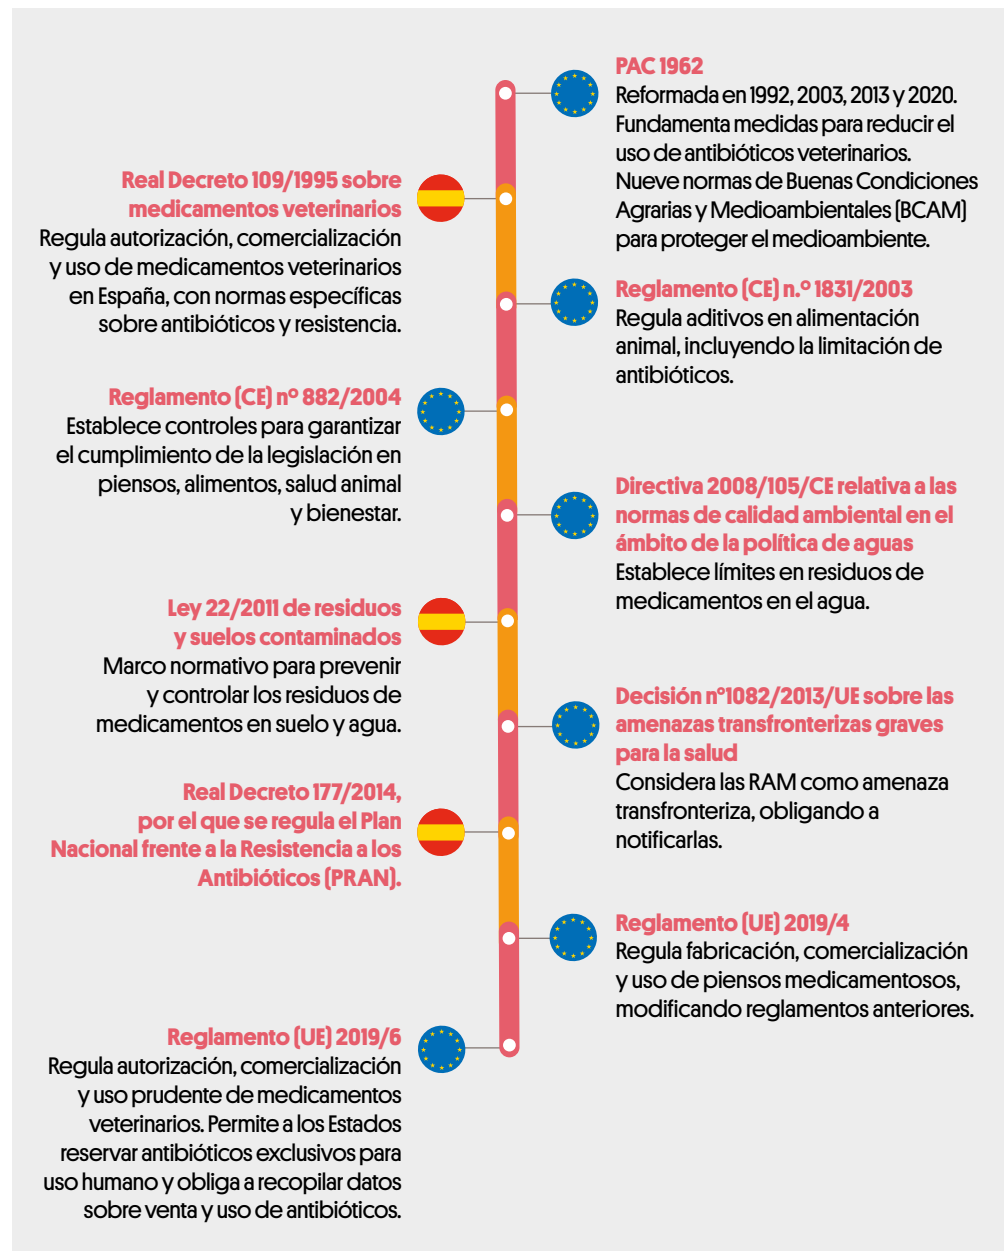 PAC 1962
Reformada en 1992, 2003, 2013 y 2020.
Fundamenta medidas para reducir el
uso de antibióticos veterinarios.
Nueve normas de Buenas Condiciones
Agrarias y Medioambientales (BCAM)
para proteger el medioambiente.
Real Decreto 109/1995 sobre
medicamentos veterinarios
Regula autorización, comercialización
y uso de medicamentos veterinarios
en España, con normas específicas
sobre antibióticos y resistencia.
Reglamento (CE) n.º 1831/2003
Regula aditivos en alimentación
animal, incluyendo la limitación de
antibióticos.
Reglamento (CE) nº 882/2004
Establece controles para garantizar
el cumplimiento de la legislación en
piensos, alimentos, salud animal
y bienestar.
Directiva 2008/105/CE relativa a las
normas de calidad ambiental en el
ámbito de la política de aguas
Establece límites en residuos de
medicamentos en el agua.
Ley 22/2011 de residuos
y suelos contaminados
Marco normativo para prevenir
y controlar los residuos de
medicamentos en suelo y agua.
Decisión nº1082/2013/UE sobre las
amenazas transfronterizas graves
para la salud
Considera las RAM como amenaza
transfronteriza, obligando a
notificarlas.
Real Decreto 177/2014,
por el que se regula el Plan
Nacional frente a la Resistencia a los
Antibióticos (PRAN).
Reglamento (UE) 2019/4
Regula fabricación, comercialización
y uso de piensos medicamentosos,
modificando reglamentos anteriores.
Reglamento (UE) 2019/6
Regula autorización, comercialización
y uso prudente de medicamentos
veterinarios. Permite a los Estados
reservar antibióticos exclusivos para
uso humano y obliga a recopilar datos
sobre venta y uso de antibióticos.